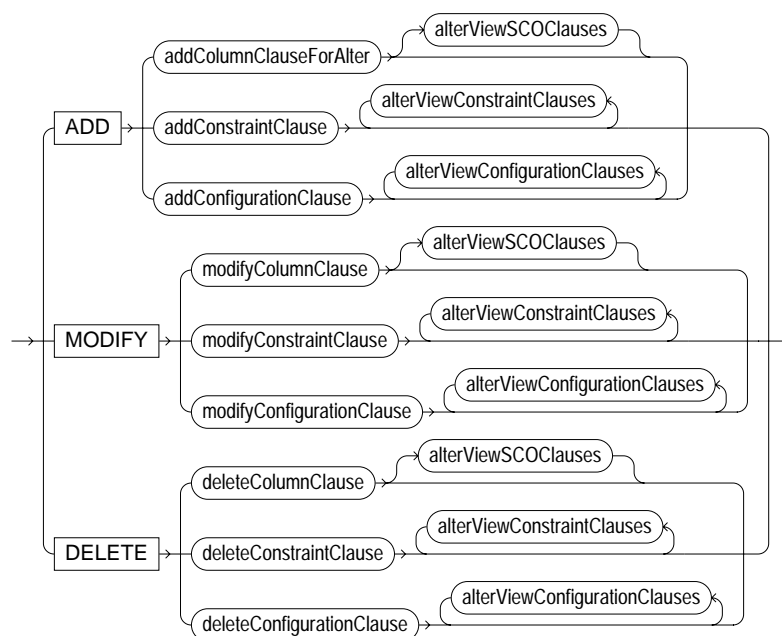 alterViewSCOClauses
addColumnClauseForAlter
alterViewConstraintClauses
ADD
addConstraintClause
alterViewConfigurationClauses
addConfigurationClause
alterViewSCOClauses
modifyColumnClause
alterViewConstraintClauses
MODIFY
modifyConstraintClause
alterViewConfigurationClauses
modifyConfigurationClause
alterViewSCOClauses
deleteColumnClause
alterViewConstraintClauses
DELETE
deleteConstraintClause
alterViewConfigurationClauses
deleteConfigurationClause